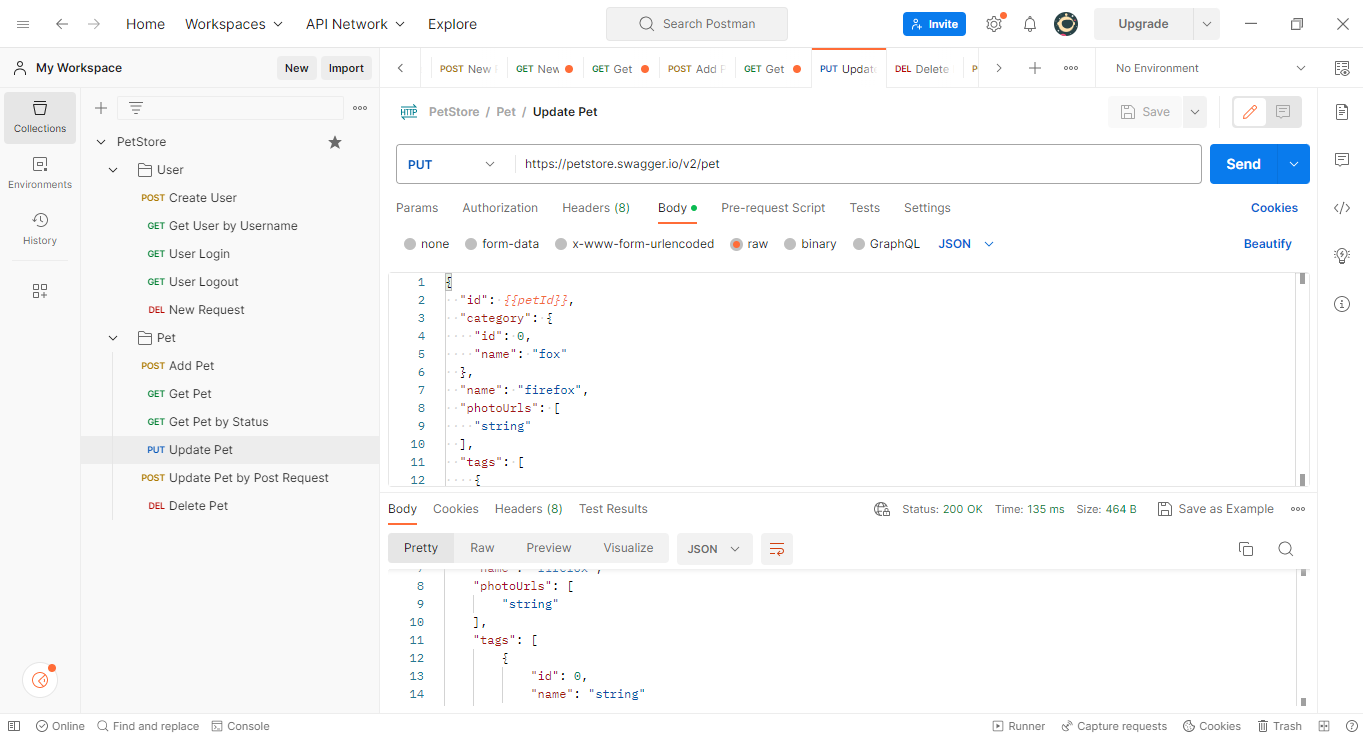 Home Workspaces API Network Explore Search Postman Invite Upgrade
My Workspace New Import POST New GET New GET Get POST Add GET Get PUT Update DEL Delete No Environment
Collections
Environments
History
PetStore
User
POST Create User
GET Get User by Username
GET User Login
GET User Logout
DEL New Request
Pet
POST Add Pet
GET Get Pet
GET Get Pet by Status
PUT Update Pet
POST Update Pet by Post Request
DEL Delete Pet
HTTP PetStore / Pet / Update Pet Save
PUT https://petstore.swagger.io/v2/pet Send
Params Authorization Headers (8) Body Pre-request Script Tests Settings Cookies
none form-data x-www-form-urlencoded raw binary GraphQL JSON Beautify
1 {
2 "id": {{petId}},
3 "category": {
4 "id": 0,
5 "name": "fox"
6 },
7 "name": "firefox",
8 "photoUrls": [
9 "string"
10 ],
11 "tags": [
12 {
Body Cookies Headers (8) Test Results Status: 200 OK Time: 135 ms Size: 464 B Save as Example
Pretty Raw Preview Visualize JSON
7 "name": "firefox",
8 "photoUrls": [
9 "string"
10 ],
11 "tags": [
12 {
13 "id": 0,
14 "name": "string"
Online Find and replace Console Runner Capture requests Cookies Trash